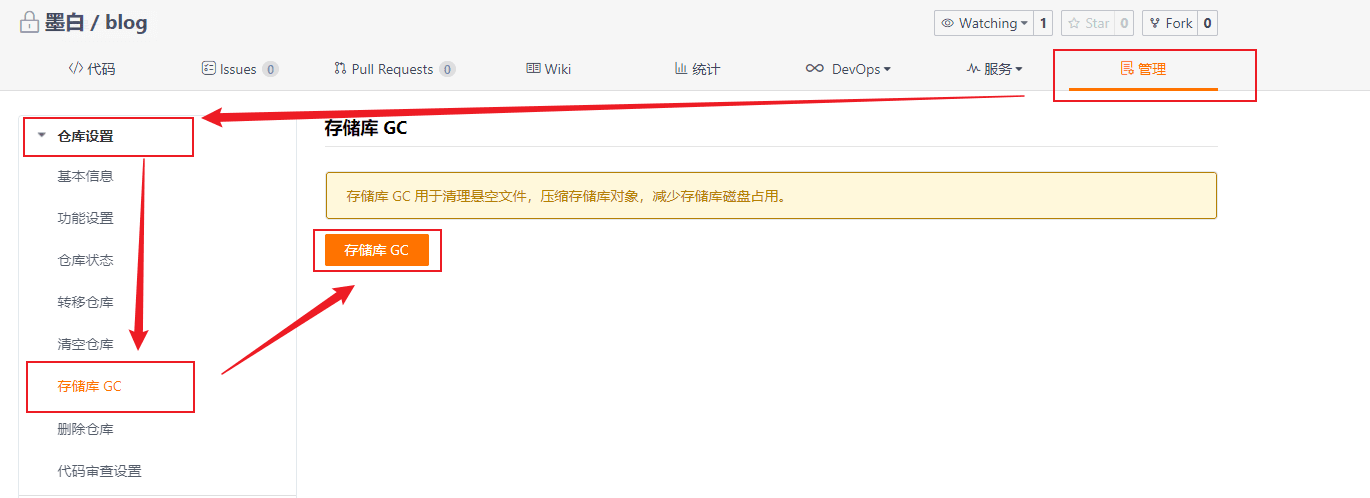 墨白 / blog
Watching 1 Star 0 Fork 0
代码 Issues 0 Pull Requests 0 Wiki 统计 DevOps 服务 管理
仓库设置
基本信息
功能设置
仓库状态
转移仓库
清空仓库
存储库 GC
删除仓库
代码审查设置
存储库 GC
存储库 GC 用于清理悬空文件，压缩存储库对象，减少存储库磁盘占用。
存储库 GC